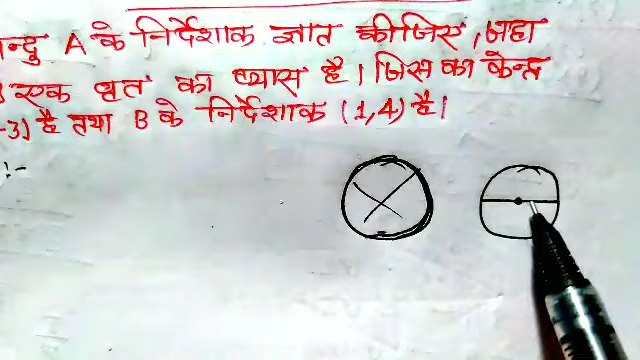 न्दु A के निर्देशाक ज्ञात कीजिए, जहा
एक वृत का व्यास है। जिस का केन्द्र
-3) है तथा B के निर्देशाक (1,4) है।
:-